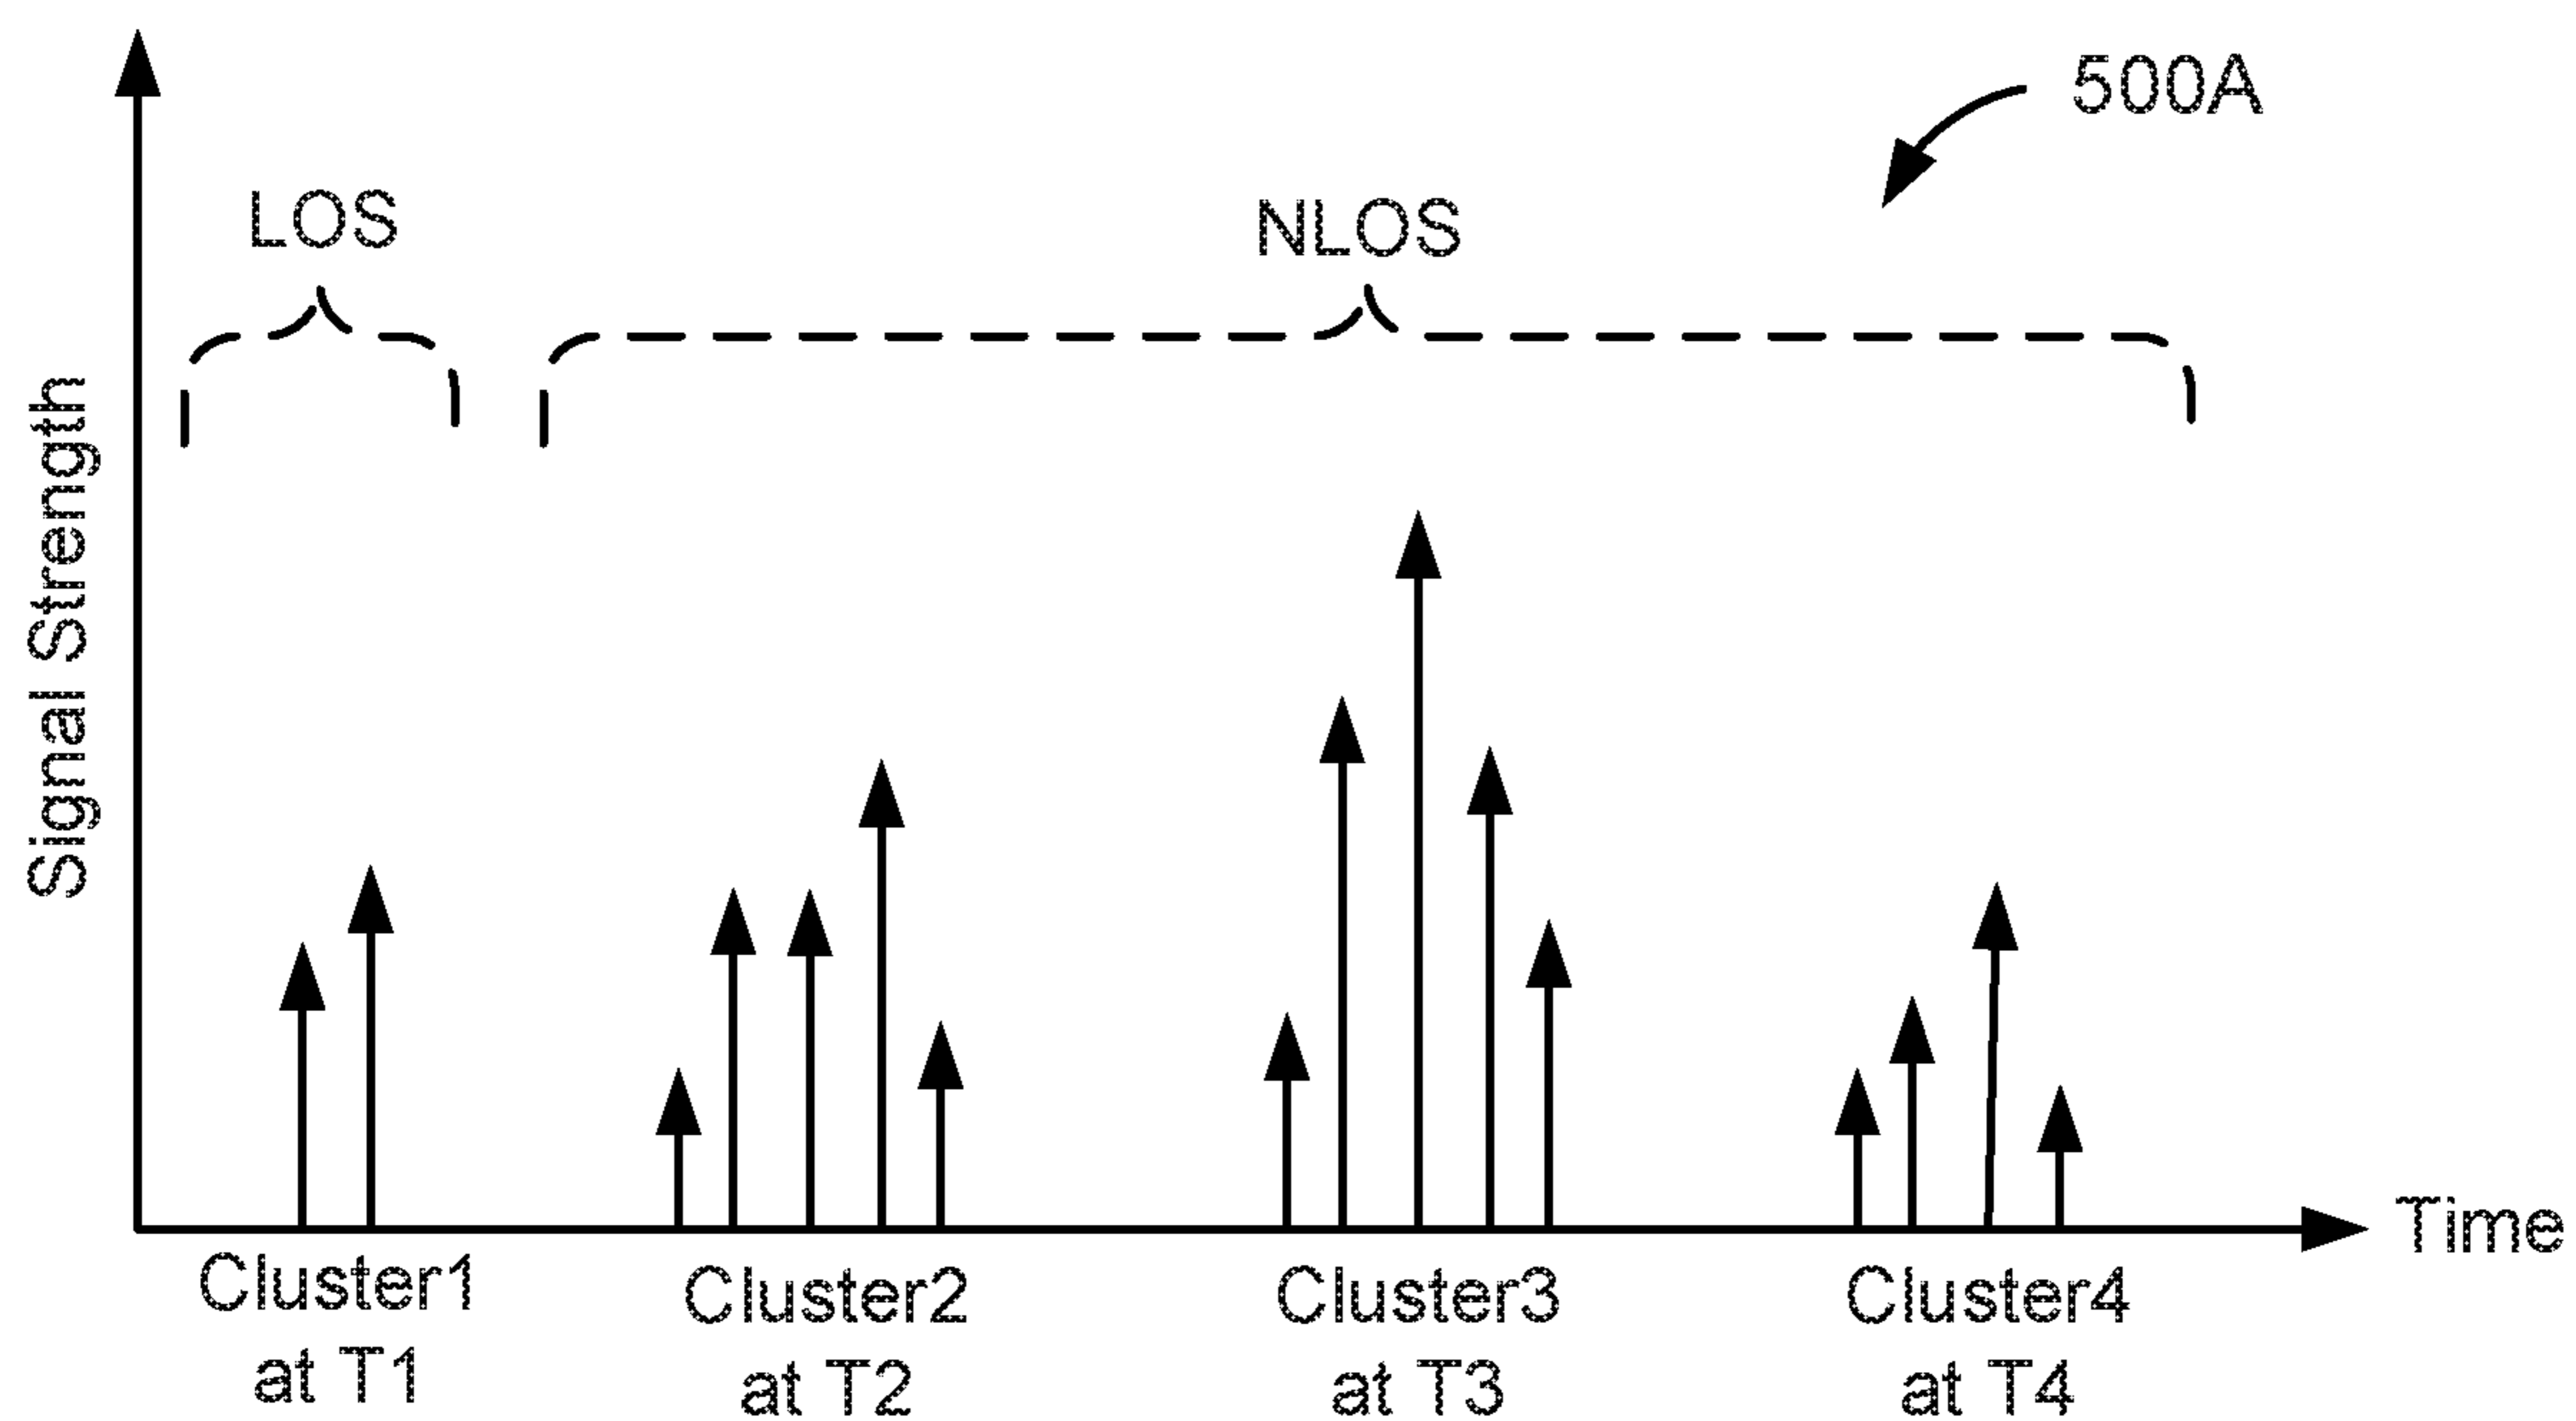 500A
LOS
NLOS
Signal Strength
Time
Cluster1
at T1
Cluster2
at T2
Cluster3
at T3
Cluster4
at T4